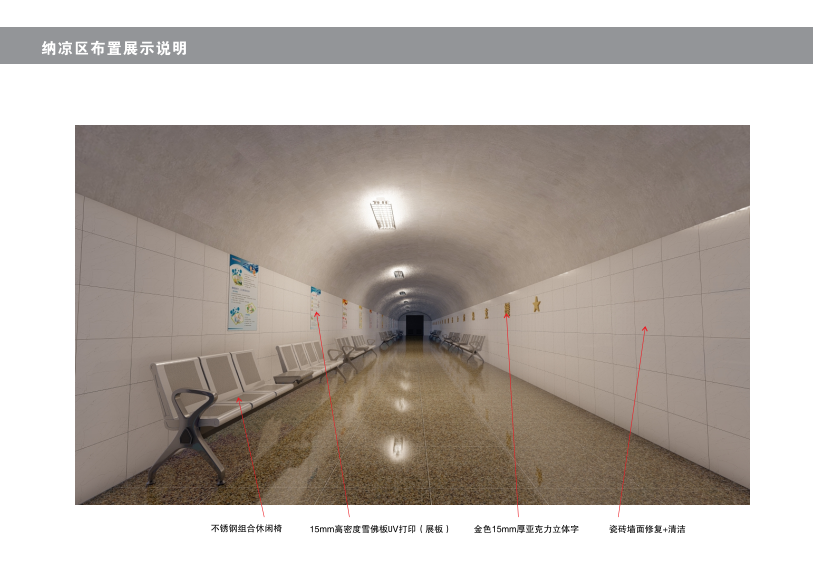 纳凉区布置展示说明
不锈钢组合休闲椅
15mm高密度雪佛板UV打印（展板）
金色15mm厚亚克力立体字
瓷砖墙面修复+清洁